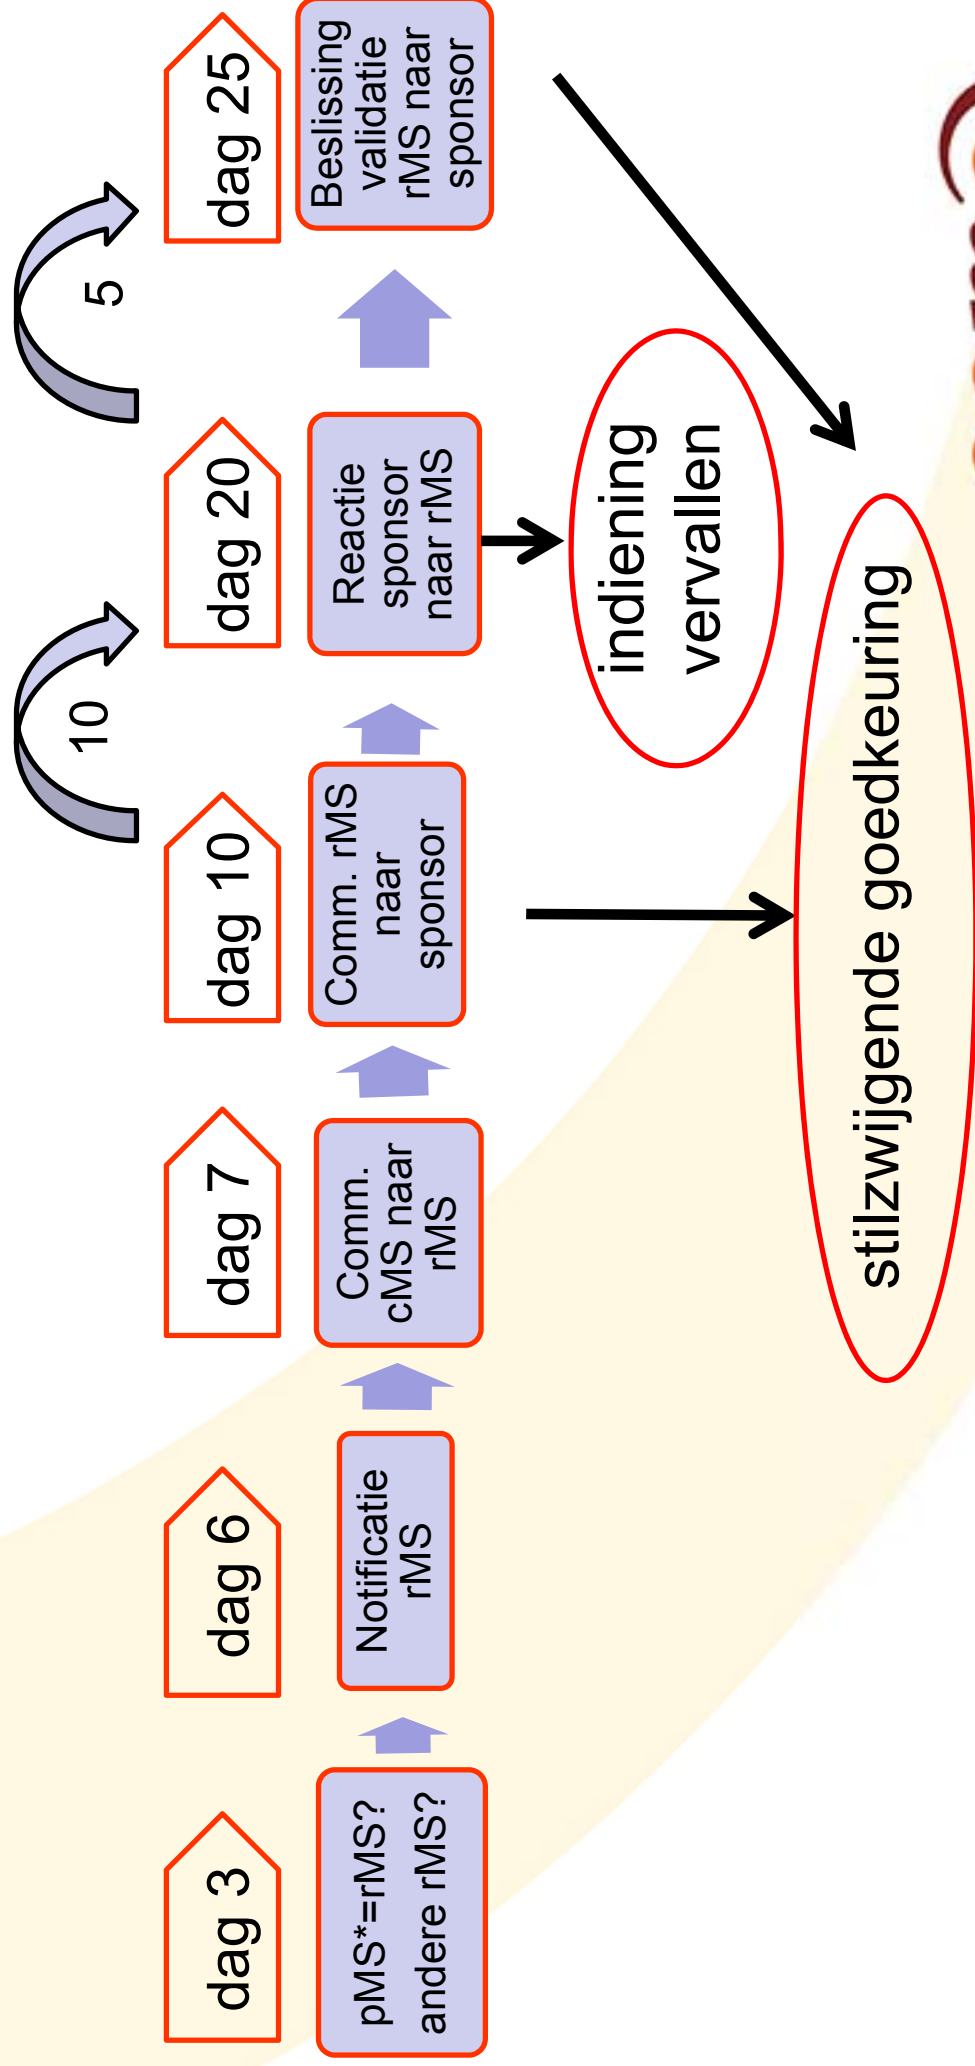 dag 3
dag 6
dag 7
dag 10
dag 20
dag 25
10
5
pMS*=rMS?
andere rMS?
Notificatie
rMS
Comm.
cMS naar
rMS
Comm. rMS
naar
sponsor
Reactie
sponsor
naar rMS
Beslissing
validatie
rMS naar
sponsor
indiening
vervallen
stilzwijgende goedkeuring